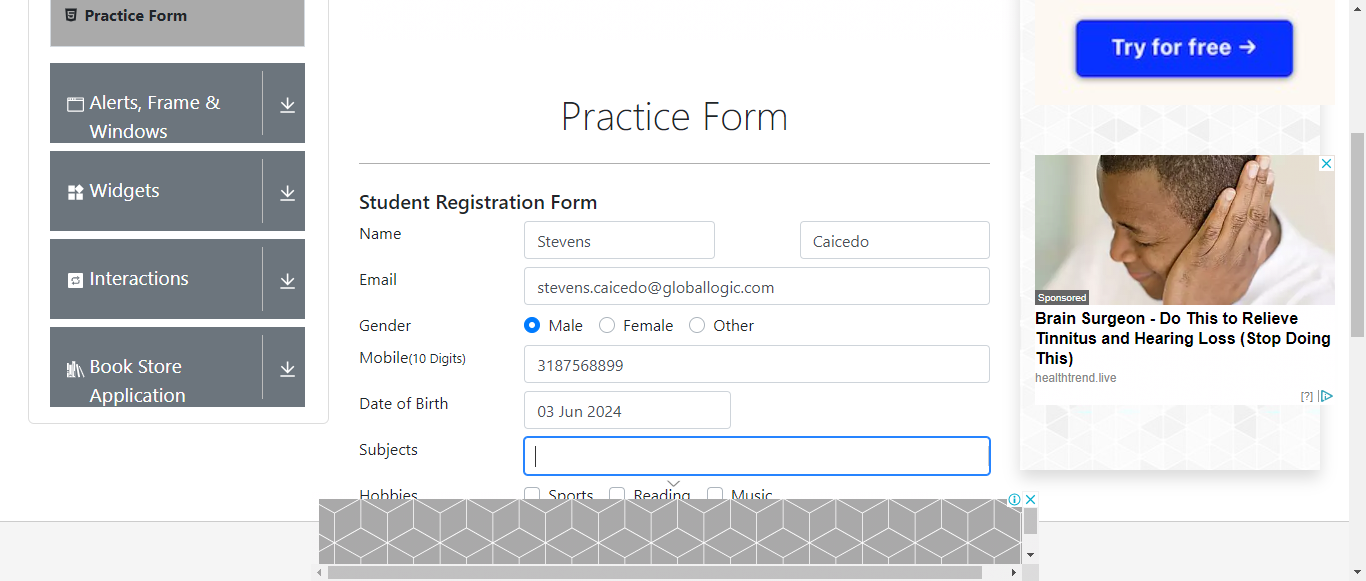 Practice Form
Alerts, Frame &
Windows
Widgets
Interactions
Book Store
Application
Practice Form
Student Registration Form
Name
Stevens
Caicedo
Email
stevens.caicedo@globallogic.com
Gender
Male
Female
Other
Mobile(10 Digits)
3187568899
Date of Birth
03 Jun 2024
Subjects
Hobbies
Sports
Reading
Music
Try for free →
Sponsored
Brain Surgeon - Do This to Relieve
Tinnitus and Hearing Loss (Stop Doing
This)
healthtrend.live
[?]